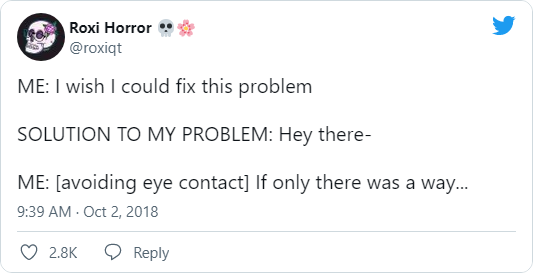 Roxi Horror 💀🌸
@roxiqt
ME: I wish I could fix this problem
SOLUTION TO MY PROBLEM: Hey there-
ME: [avoiding eye contact] If only there was a way...
9:39 AM · Oct 2, 2018
2.8K Reply